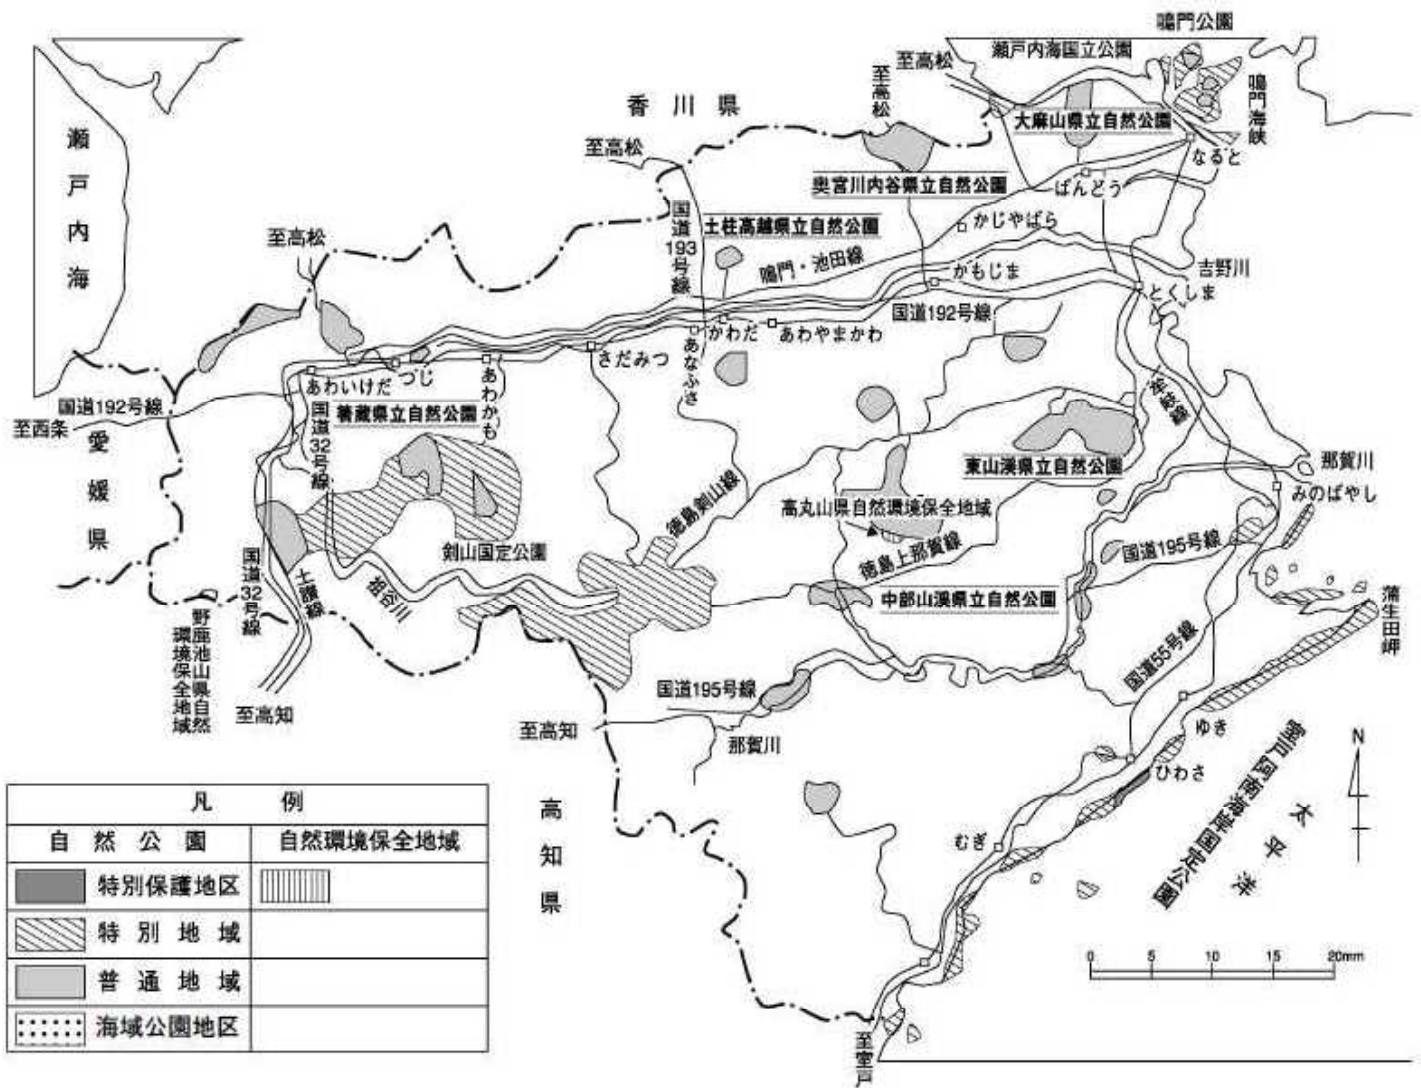 鳴門公園
瀬戸内海国立公園
至高松
至高松
鳴門海峡
香川県
大麻山県立自然公園
至高松
なると
瀬戸内海
奥宮川内谷県立自然公園
ばんどう
国道193号線
土柱高越県立自然公園
かじやばら
至高松
鳴門・池田線
かもじま
吉野川
とくしま
国道192号線
かわだ
あわやまかわ
さだみつ
あなぶき
あわいけだ
づじ
あわかも
国道192号線
箸蔵県立自然公園
至西条
国道32号線
牟岐線
愛媛県
東山渓県立自然公園
那賀川
みのばやし
徳島剣山線
高丸山県自然環境保全地域
剣山国定公園
国道195号線
徳島上那賀線
国道32号線
土讃線
祖谷川
中部山渓県立自然公園
蒲生田岬
野鹿池山県自然
環境保全地域
国道55号線
国道195号線
至高知
至高知
那賀川
ゆき
N
ひわさ
室戸阿南海岸国定公園
太平洋
高知県
むぎ
凡例
自然公園 自然環境保全地域
特別保護地区
特別地域
普通地域
海域公園地区
0 5 10 15 20mm
至室戸